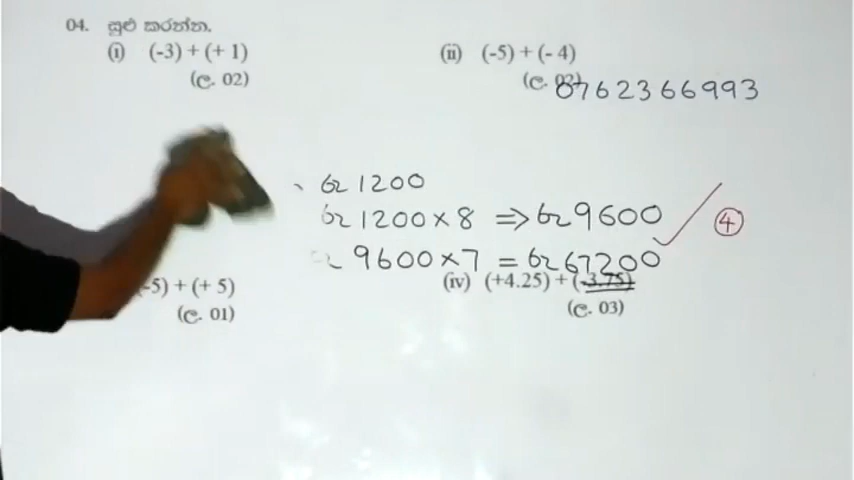 04. සුළු කරන්න.
(i) (-3) + (+ 1)
(ii) (-5) + (- 4)
(ල. 02)
(ල. 02)
0762366993
රු 1200
රු 1200 × 8 ⇒ රු 9600
④
9600 × 7 = රු 67200
-5) + (+ 5)
(iv) (+4.25) + (-3.75)
(ල. 01)
(ල. 03)